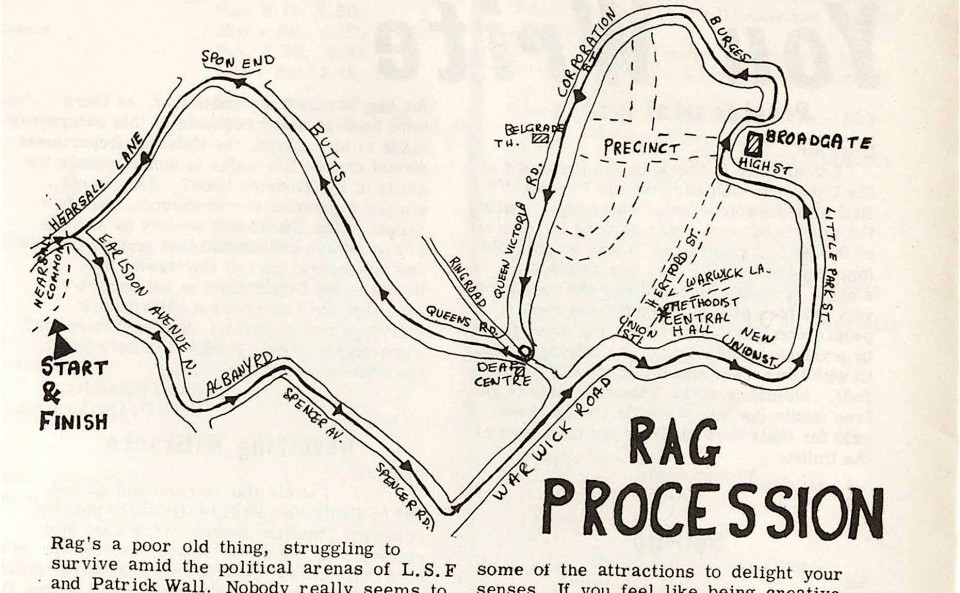 SPON END
HEARSALL LANE
BUTTS
HEARSALL
COMMON
EARLSDON
AVENUE N.
ALBANY RD.
SPENCER AV.
SPENCER RD.
WARWICK ROAD
START
&
FINISH
CORPORATION
ST.
BURGES
BELGRADE
TH.
PRECINCT
BROADGATE
HIGH ST
LITTLE PARK ST.
QUEEN VICTORIA RD.
RINGROAD
QUEENS RD.
DEAF
CENTRE
HERTFORD ST
WARWICK LA.
METHODIST
CENTRAL
HALL
UNION
ST.
NEW
UNION ST.
RAG
PROCESSION
Rag's a poor old thing, struggling to
survive amid the political arenas of L.S.F
and Patrick Wall. Nobody really seems to
some of the attractions to delight your
senses. If you feel like being creative